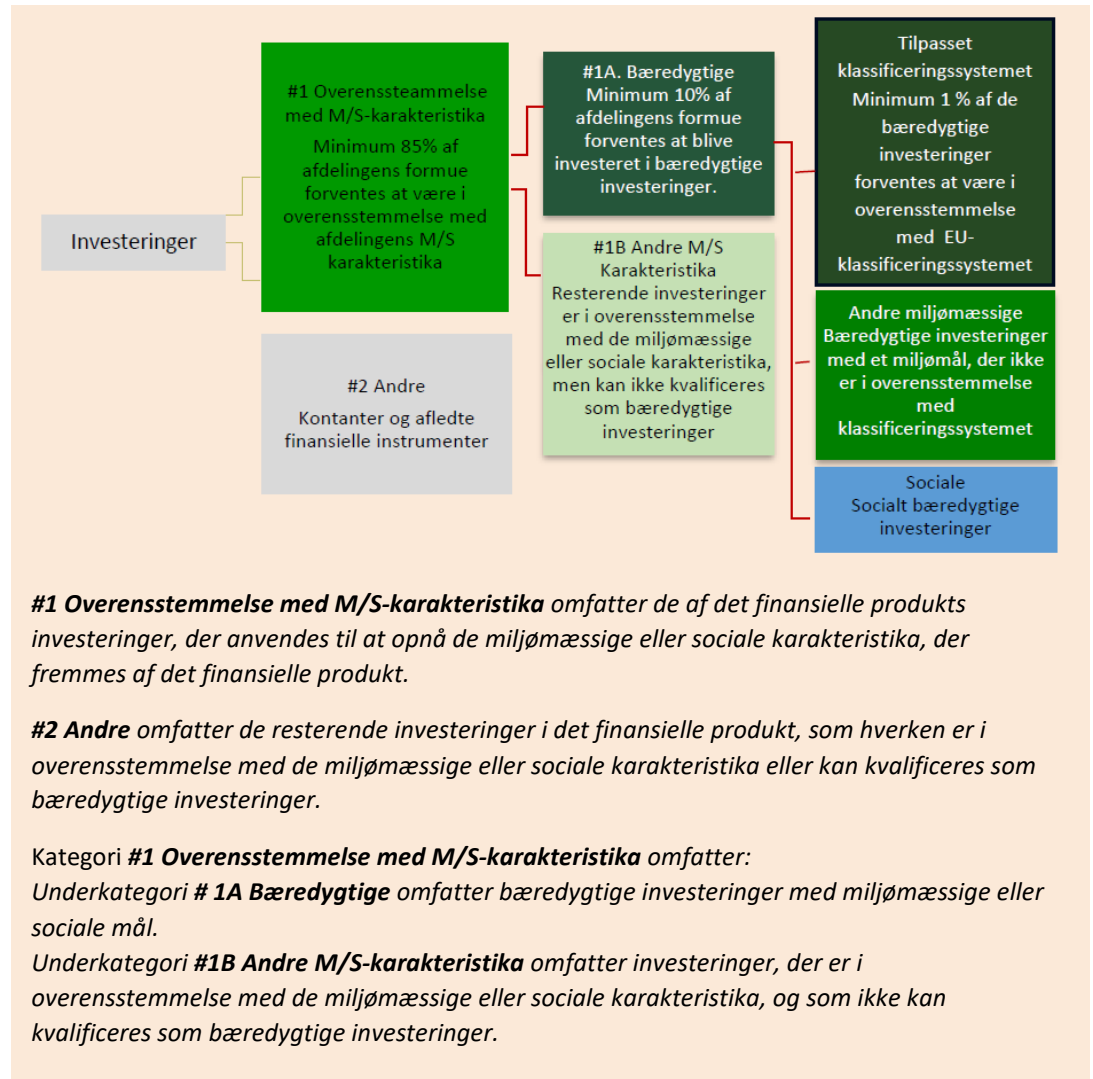 Investeringer
#1 Overenssteammelse
med M/S-karakteristika
Minimum 85% af
afdelingens formue
forventes at være i
overensstemmelse med
afdelingens M/S
karakteristika
#2 Andre
Kontanter og afledte
finansielle instrumenter
#1A. Bæredygtige
Minimum 10% af
afdelingens formue
forventes at blive
investeret i bæredygtige
investeringer.
#1B Andre M/S
Karakteristika
Resterende investeringer
er i overensstemmelse
med de miljømæssige
eller sociale karakteristika,
men kan ikke kvalificeres
som bæredygtige
investeringer
Tilpasset
klassificeringssystemet
Minimum 1 % af de
bæredygtige
investeringer
forventes at være i
overensstemmelse
med EU-
klassificeringssystemet
Andre miljømæssige
Bæredygtige investeringer
med et miljømål, der ikke
er i overensstemmelse
med
klassificeringssystemet
Sociale
Socialt bæredygtige
investeringer
#1 Overensstemmelse med M/S-karakteristika omfatter de af det finansielle produkts
investeringer, der anvendes til at opnå de miljømæssige eller sociale karakteristika, der
fremmes af det finansielle produkt.
#2 Andre omfatter de resterende investeringer i det finansielle produkt, som hverken er i
overensstemmelse med de miljømæssige eller sociale karakteristika eller kan kvalificeres som
bæredygtige investeringer.
Kategori #1 Overensstemmelse med M/S-karakteristika omfatter:
Underkategori # 1A Bæredygtige omfatter bæredygtige investeringer med miljømæssige eller
sociale mål.
Underkategori #1B Andre M/S-karakteristika omfatter investeringer, der er i
overensstemmelse med de miljømæssige eller sociale karakteristika, og som ikke kan
kvalificeres som bæredygtige investeringer.